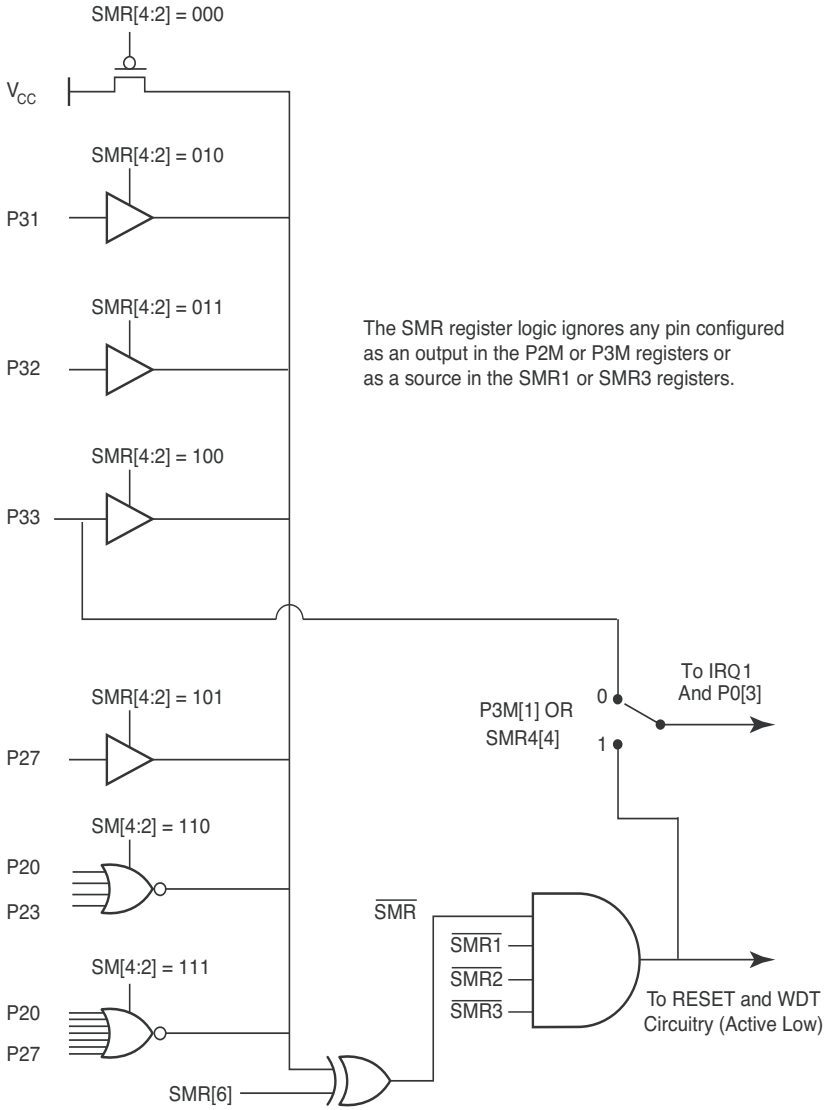 SMR[4:2] = 000
VCC
SMR[4:2] = 010
P31
SMR[4:2] = 011
P32
The SMR register logic ignores any pin configured
as an output in the P2M or P3M registers or
as a source in the SMR1 or SMR3 registers.
SMR[4:2] = 100
P33
SMR[4:2] = 101
P27
P3M[1] OR
SMR4[4]
0
1
To IRQ1
And P0[3]
SM[4:2] = 110
P20
P23
SM[4:2] = 111
P20
P27
SMR[6]
SMR
SMR1
SMR2
SMR3
To RESET and WDT
Circuitry (Active Low)